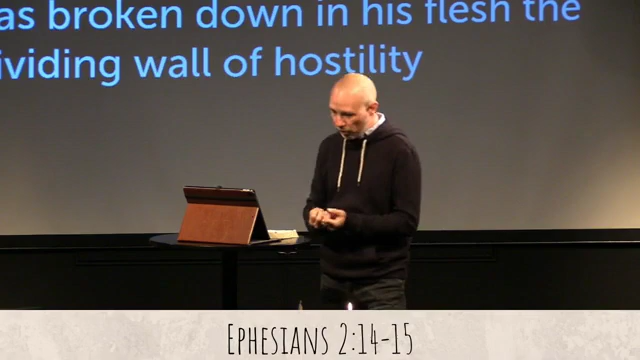 as broken down in his flesh the
ividing wall of hostility
EPHESIANS 2:14-15